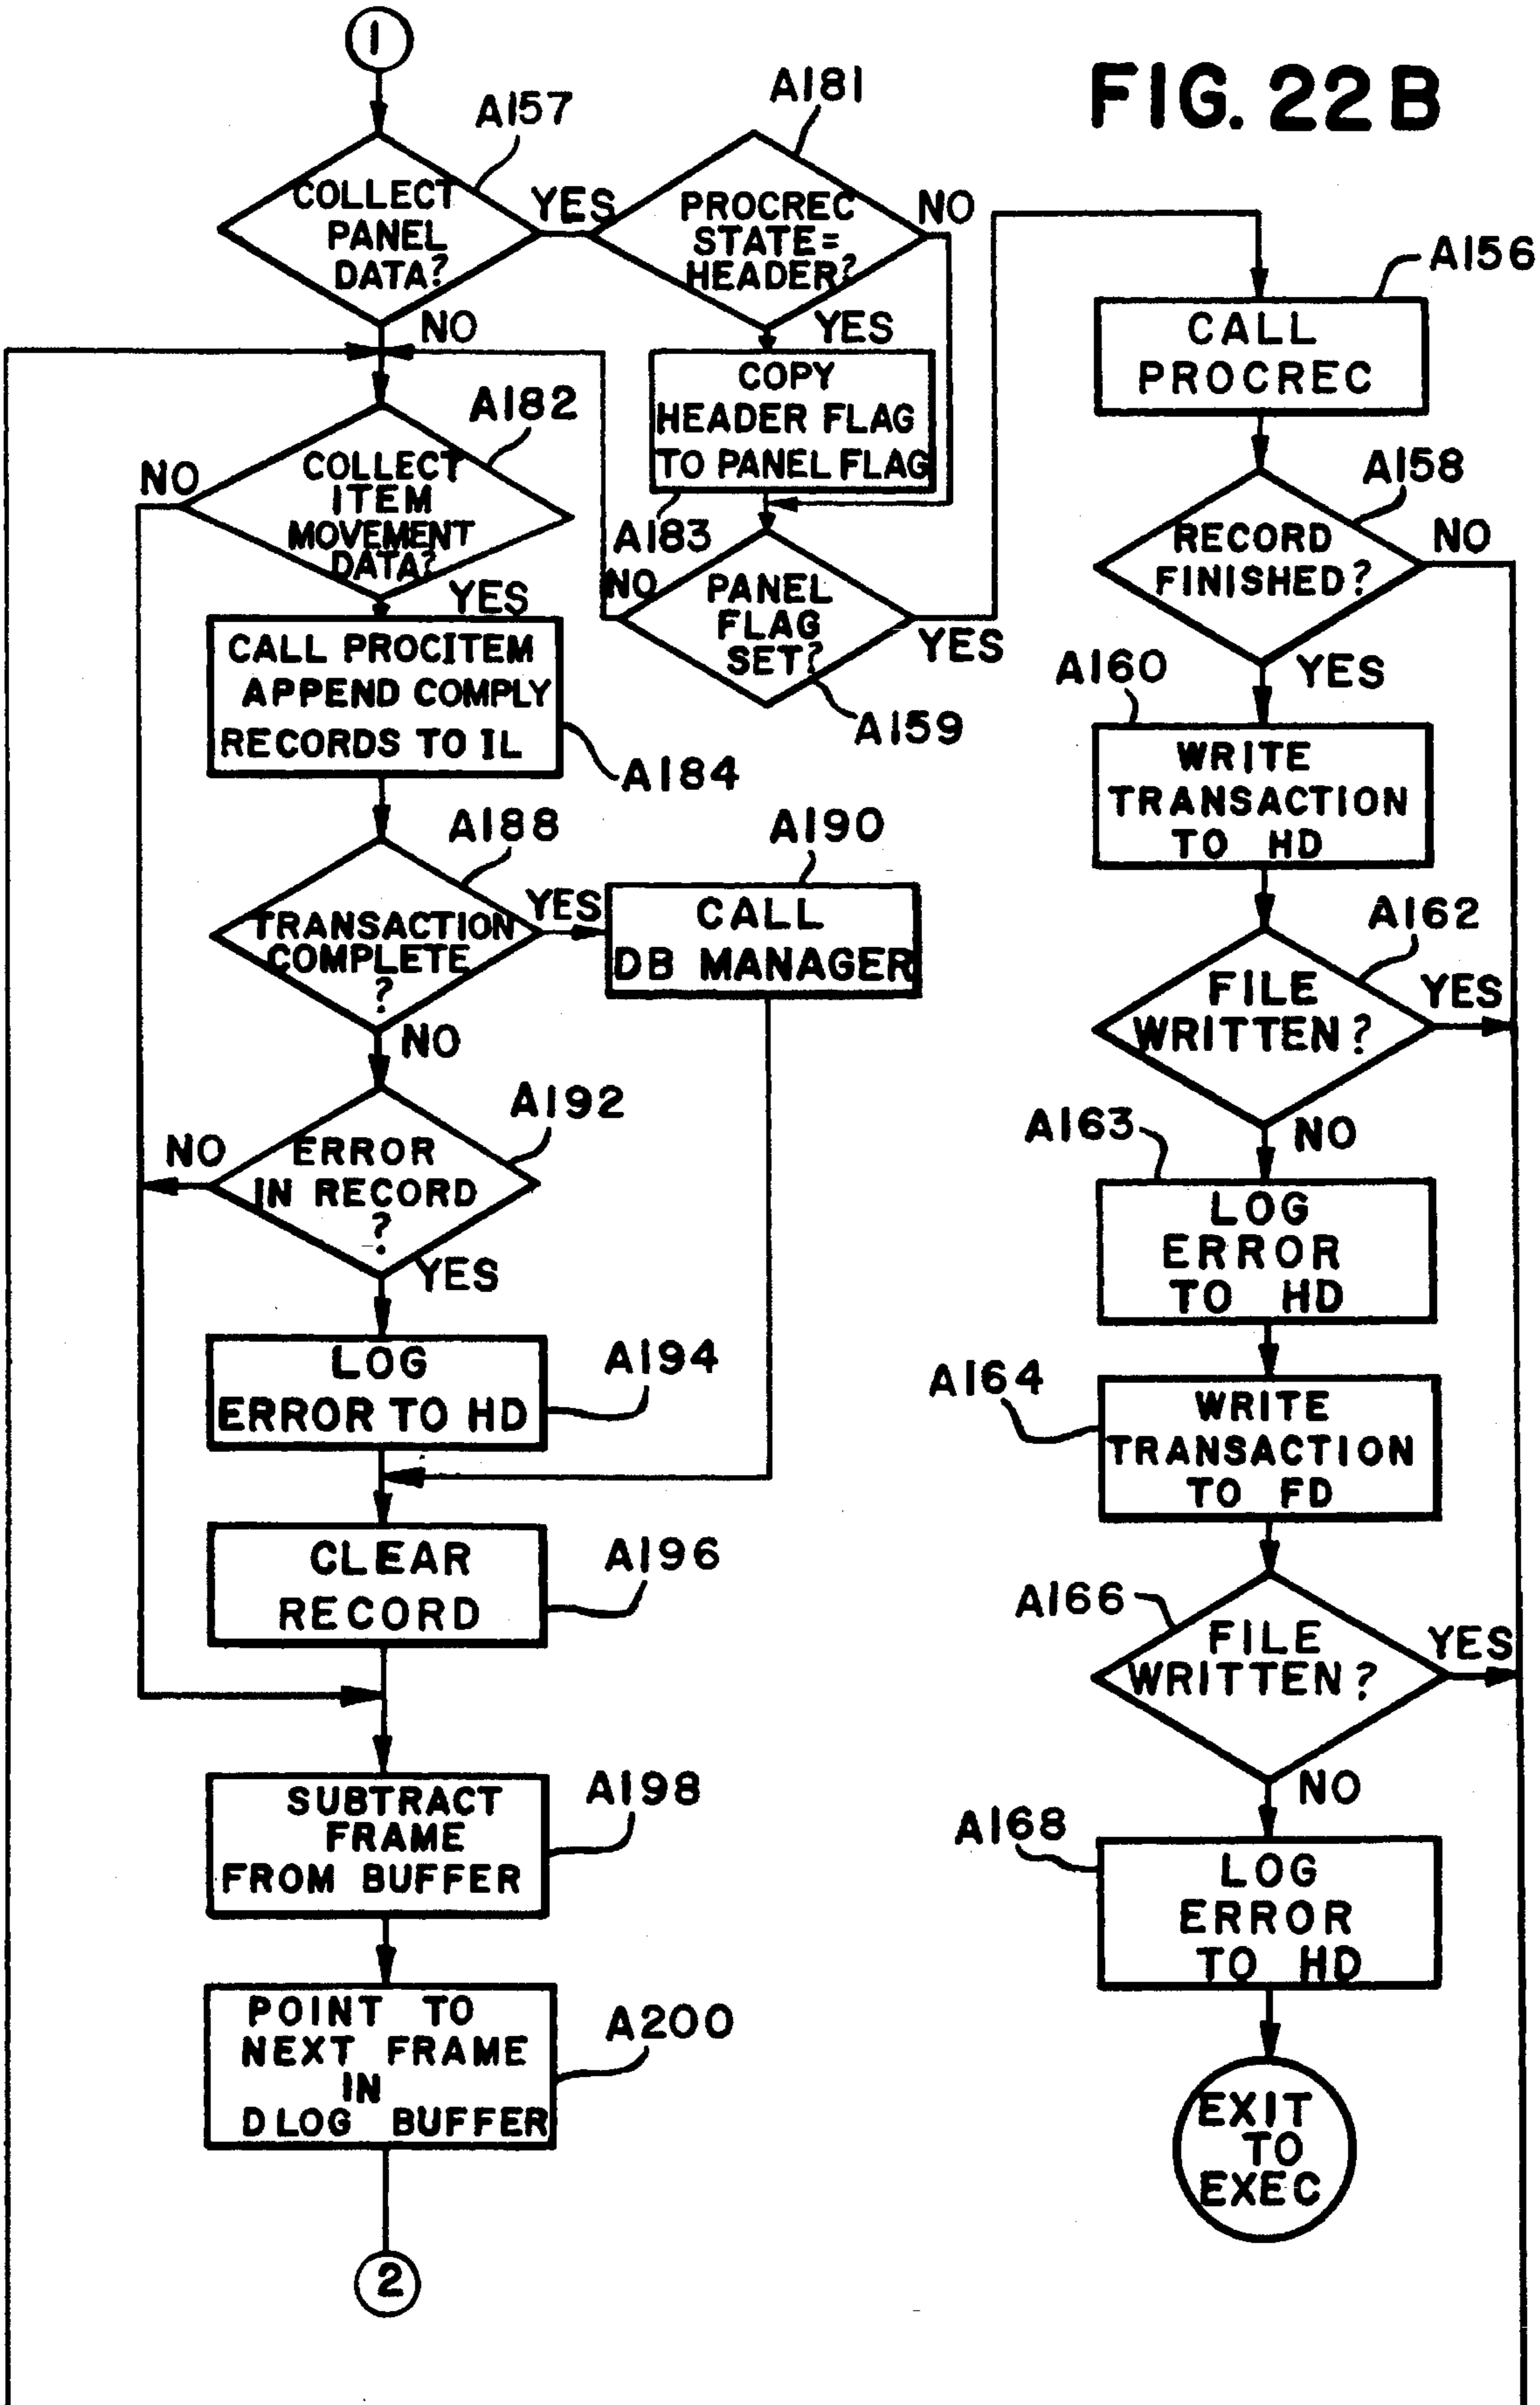 FIG. 22B
1
A157
COLLECT
PANEL
DATA?
YES
NO
A181
PROCREC
STATE=
HEADER?
NO
YES
COPY
HEADER FLAG
TO PANEL FLAG
A183
PANEL
FLAG
SET?
NO
YES
A159
A182
COLLECT
ITEM
MOVEMENT
DATA?
NO
YES
CALL PROCITEM
APPEND COMPLY
RECORDS TO IL
A184
A188
TRANSACTION
COMPLETE
?
YES
NO
A190
CALL
DB MANAGER
A192
ERROR
IN RECORD
?
NO
YES
LOG
ERROR TO HD
A194
CLEAR
RECORD
A196
SUBTRACT
FRAME
FROM BUFFER
A198
POINT TO
NEXT FRAME
IN
DLOG BUFFER
A200
2
A156
CALL
PROCREC
A158
RECORD
FINISHED?
NO
YES
A160
WRITE
TRANSACTION
TO HD
A162
FILE
WRITTEN?
YES
NO
A163
LOG
ERROR
TO HD
A164
WRITE
TRANSACTION
TO FD
A166
FILE
WRITTEN?
YES
NO
A168
LOG
ERROR
TO HD
EXIT
TO
EXEC